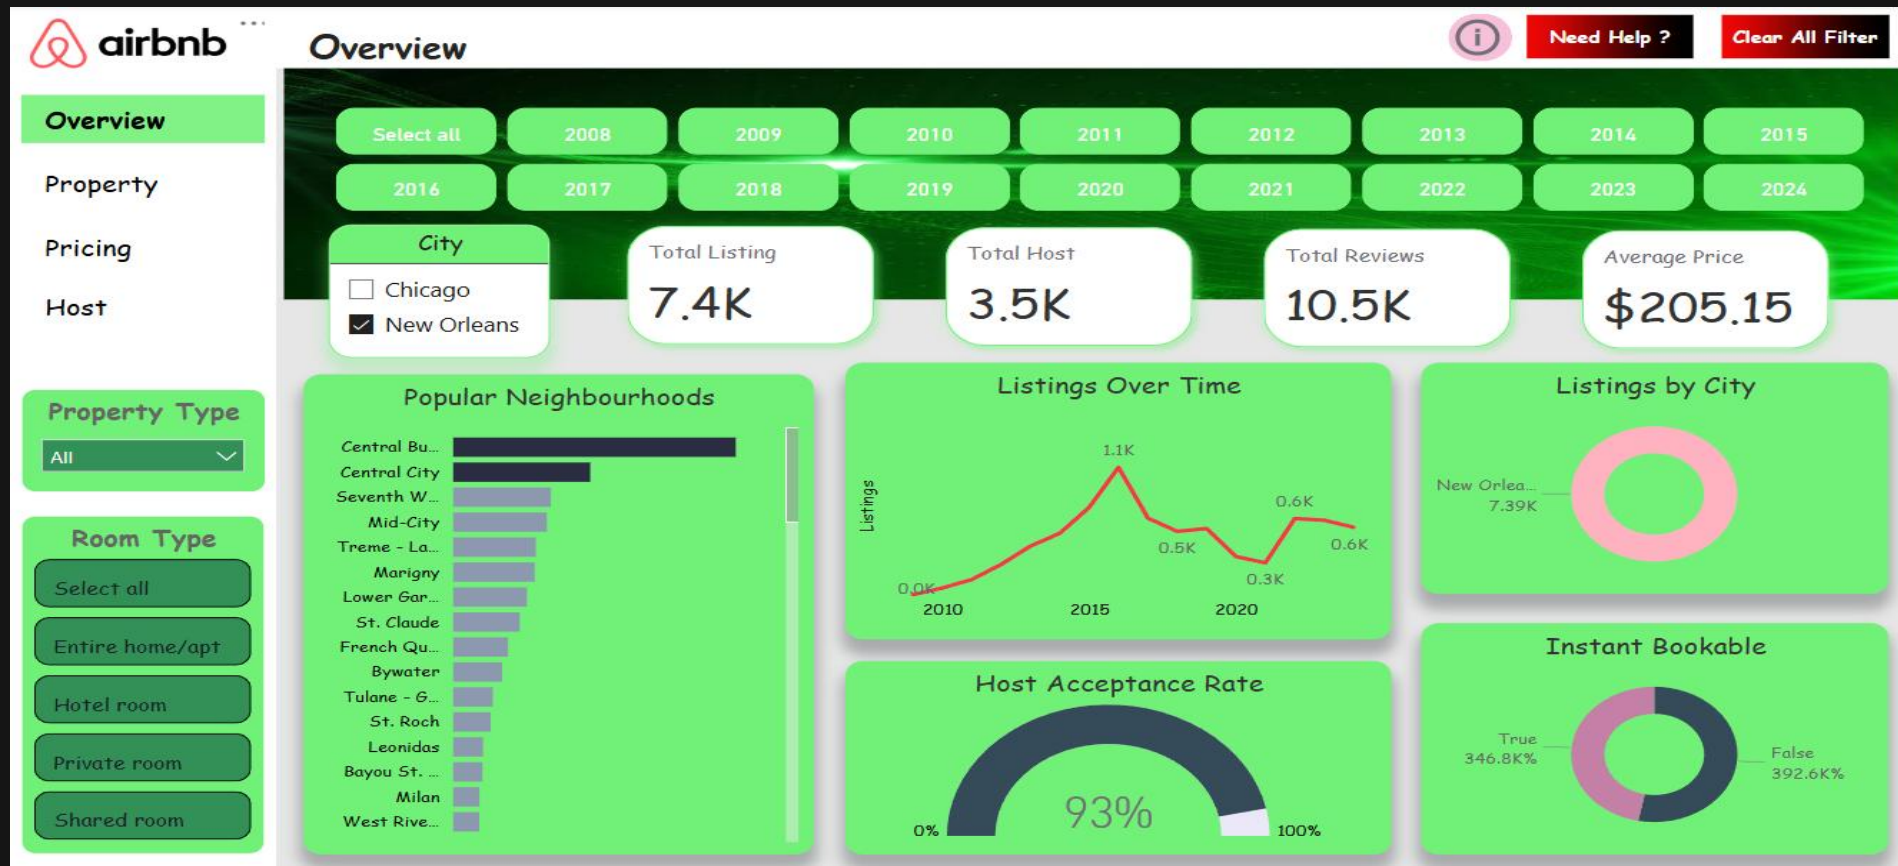 airbnb
Overview
Need Help ?
Clear All Filter
Overview
Property
Pricing
Host
Property Type
All
Room Type
Select all
Entire home/apt
Hotel room
Private room
Shared room
Select all 2008 2009 2010 2011 2012 2013 2014 2015
2016 2017 2018 2019 2020 2021 2022 2023 2024
City
Chicago
New Orleans
Total Listing
7.4K
Total Host
3.5K
Total Reviews
10.5K
Average Price
$205.15
Popular Neighbourhoods
Central Bu...
Central City
Seventh W...
Mid-City
Treme - La...
Marigny
Lower Gar...
St. Claude
French Qu...
Bywater
Tulane - G...
St. Roch
Leonidas
Bayou St. ...
Milan
West Rive...
Listings Over Time
Listings
1.1K
0.6K
0.5K
0.6K
0.3K
0.0K
2010 2015 2020
Host Acceptance Rate
93%
0% 100%
Listings by City
New Orlea...
7.39K
Instant Bookable
True
346.8K%
False
392.6K%